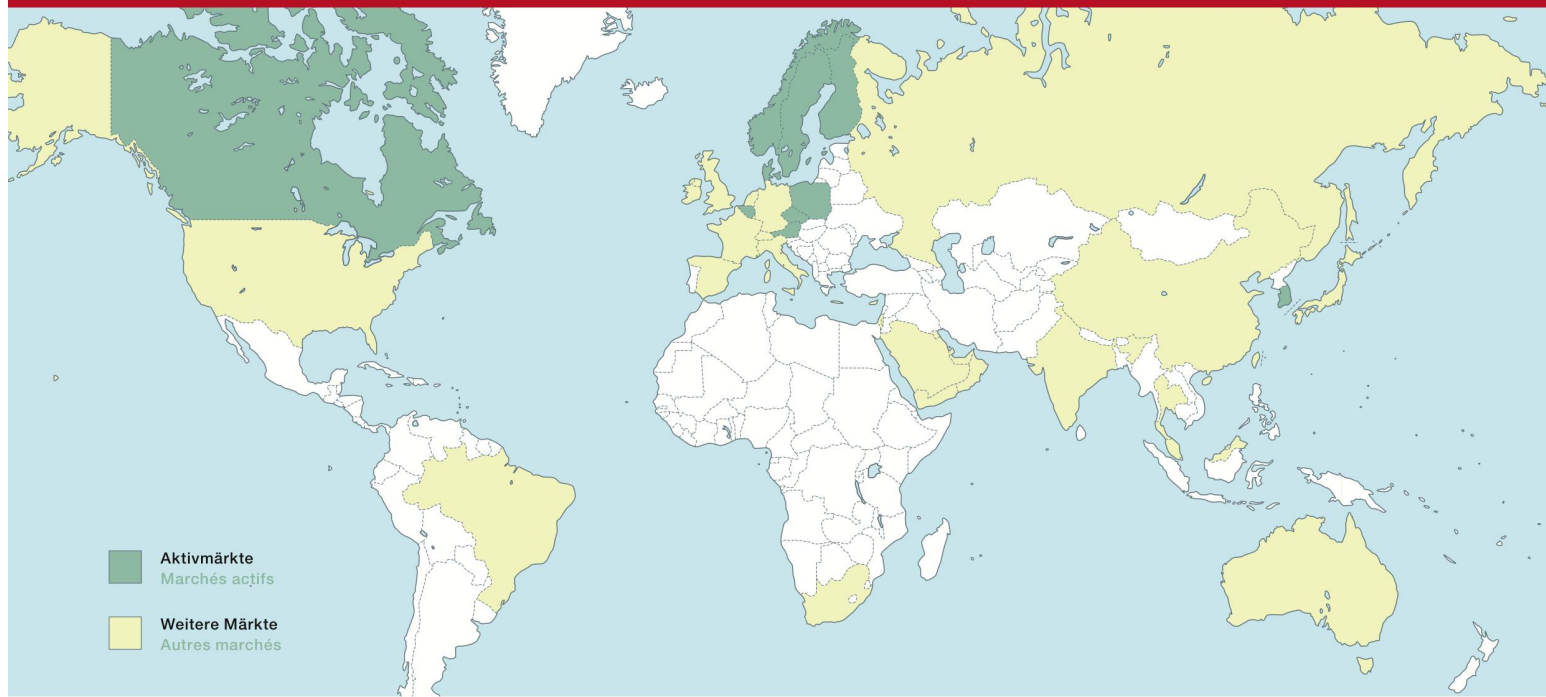 Aktivmärkte
Marchés actifs
Weitere Märkte
Autres marchés